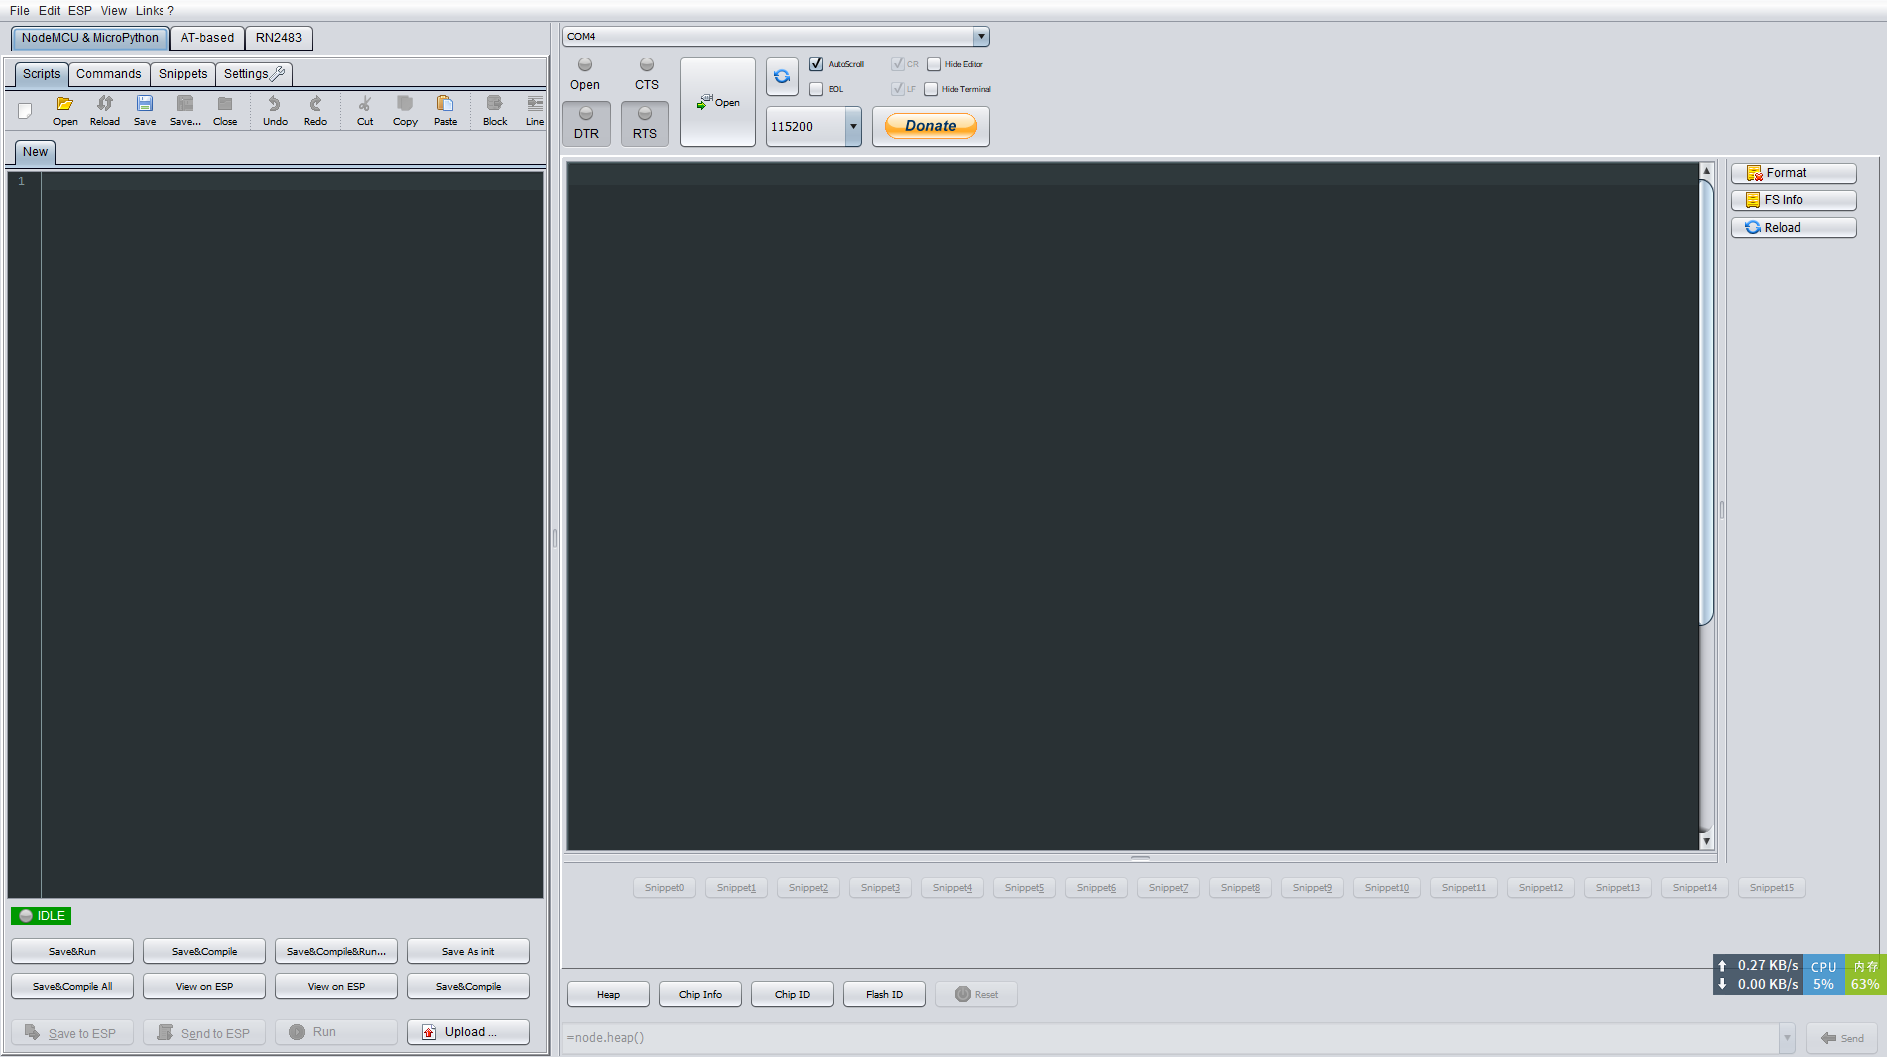 File Edit ESP View Links ?
NodeMCU & MicroPython AT-based RN2483
Scripts Commands Snippets Settings
Open Reload Save Save... Close Undo Redo Cut Copy Paste Block Line
New
1
IDLE
Save&Run Save&Compile Save&Compile&Run... Save As init
Save&Compile All View on ESP View on ESP Save&Compile
Save to ESP Send to ESP Run Upload ...
COM4
Open CTS
DTR RTS
Open
AutoScroll CR Hide Editor
EOL LF Hide Terminal
115200 Donate
Format
FS Info
Reload
Snippet0 Snippet1 Snippet2 Snippet3 Snippet4 Snippet5 Snippet6 Snippet7 Snippet8 Snippet9 Snippet10 Snippet11 Snippet12 Snippet13 Snippet14 Snippet15
Heap Chip Info Chip ID Flash ID Reset
=node.heap() Send
0.27 KB/s CPU 内存
0.00 KB/s 5% 63%